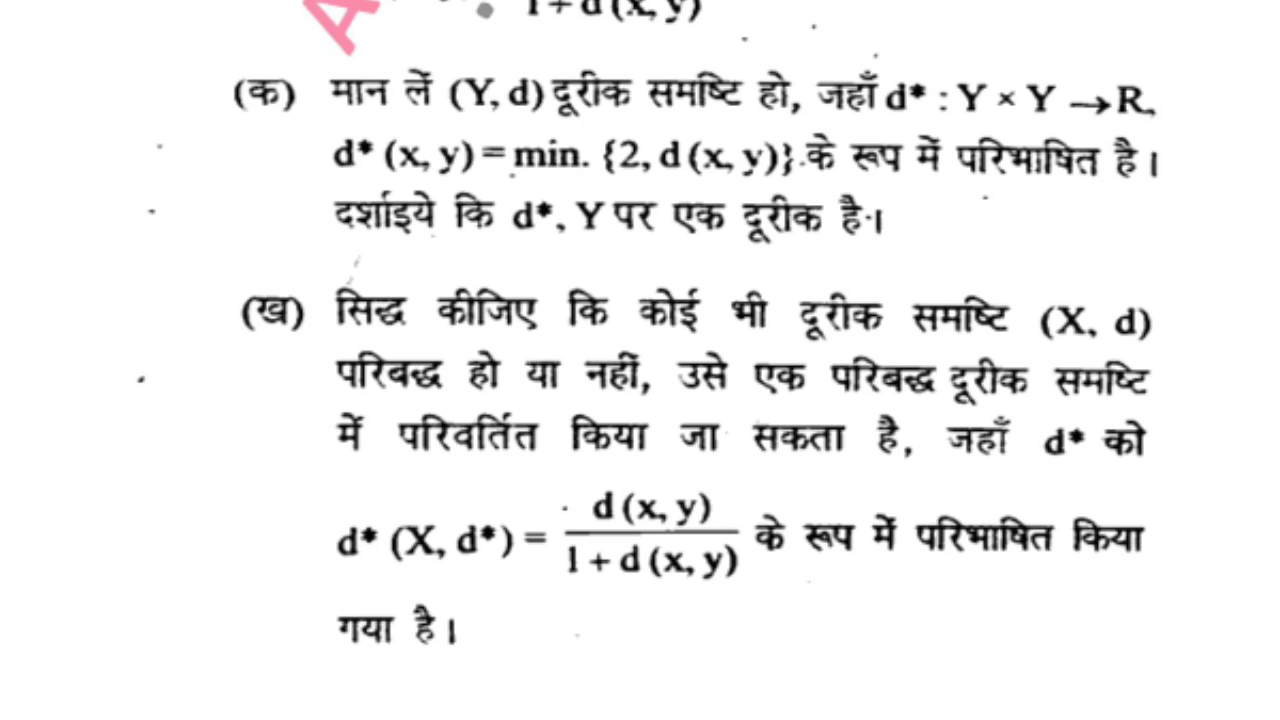 1 + d (x, y)
(क) मान लें (Y, d) दूरीक समष्टि हो, जहाँ d* : Y × Y → R,
d* (x, y) = min. {2, d (x, y)} के रूप में परिभाषित है।
दर्शाइये कि d*, Y पर एक दूरीक है।
(ख) सिद्ध कीजिए कि कोई भी दूरीक समष्टि (X, d)
परिबद्ध हो या नहीं, उसे एक परिबद्ध दूरीक समष्टि
में परिवर्तित किया जा सकता है, जहाँ d* को
d* (X, d*) = d (x, y) / 1 + d (x, y) के रूप में परिभाषित किया
गया है।